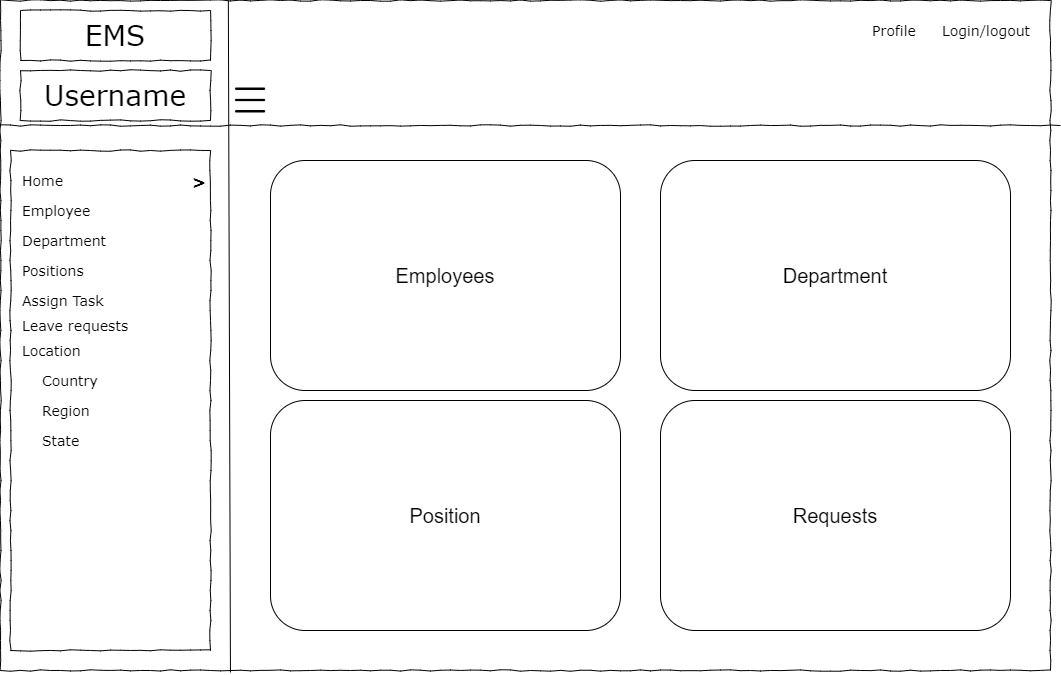 EMS
Username
Profile
Login/logout
Home >
Employee
Department
Positions
Assign Task
Leave requests
Location
Country
Region
State
Employees
Department
Position
Requests